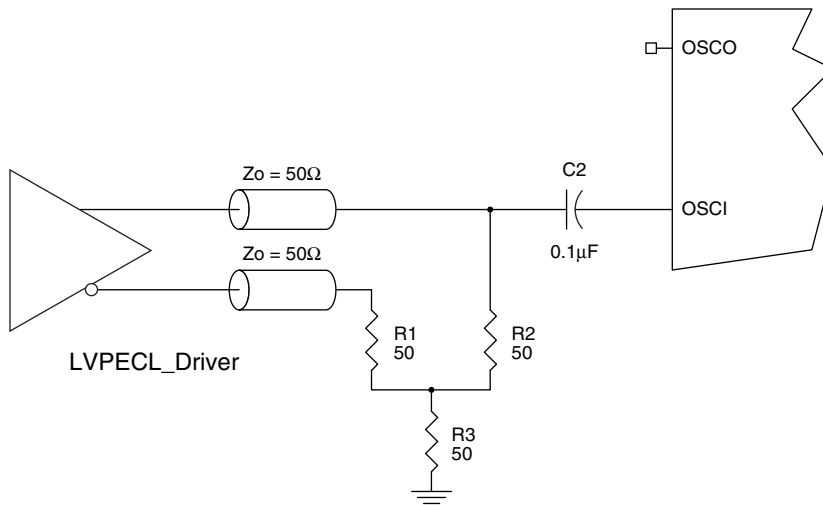 OSCO
Zo = 50Ω
C2
OSCI
0.1µF
Zo = 50Ω
R1
50
R2
50
LVPECL_Driver
R3
50